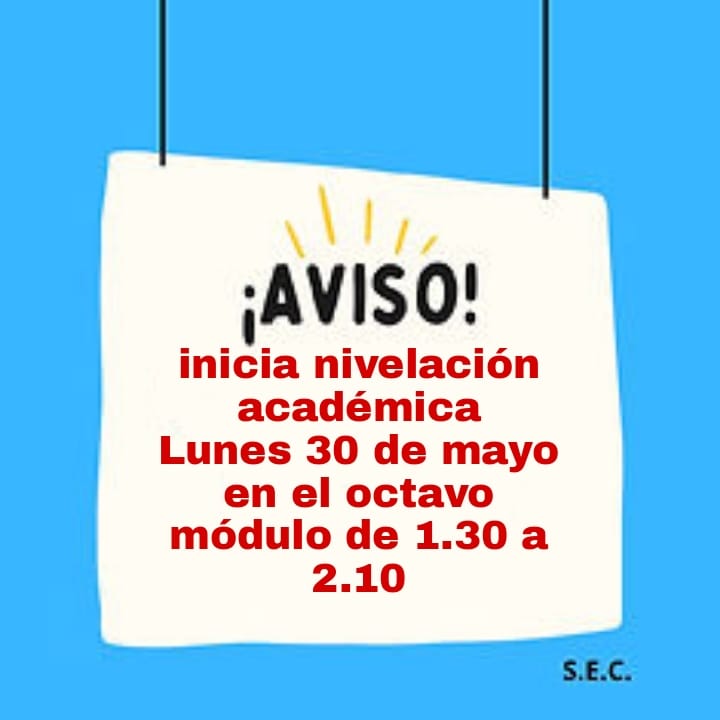 ¡AVISO!
inicia nivelación
académica
Lunes 30 de mayo
en el octavo
módulo de 1.30 a
2.10
S.E.C.